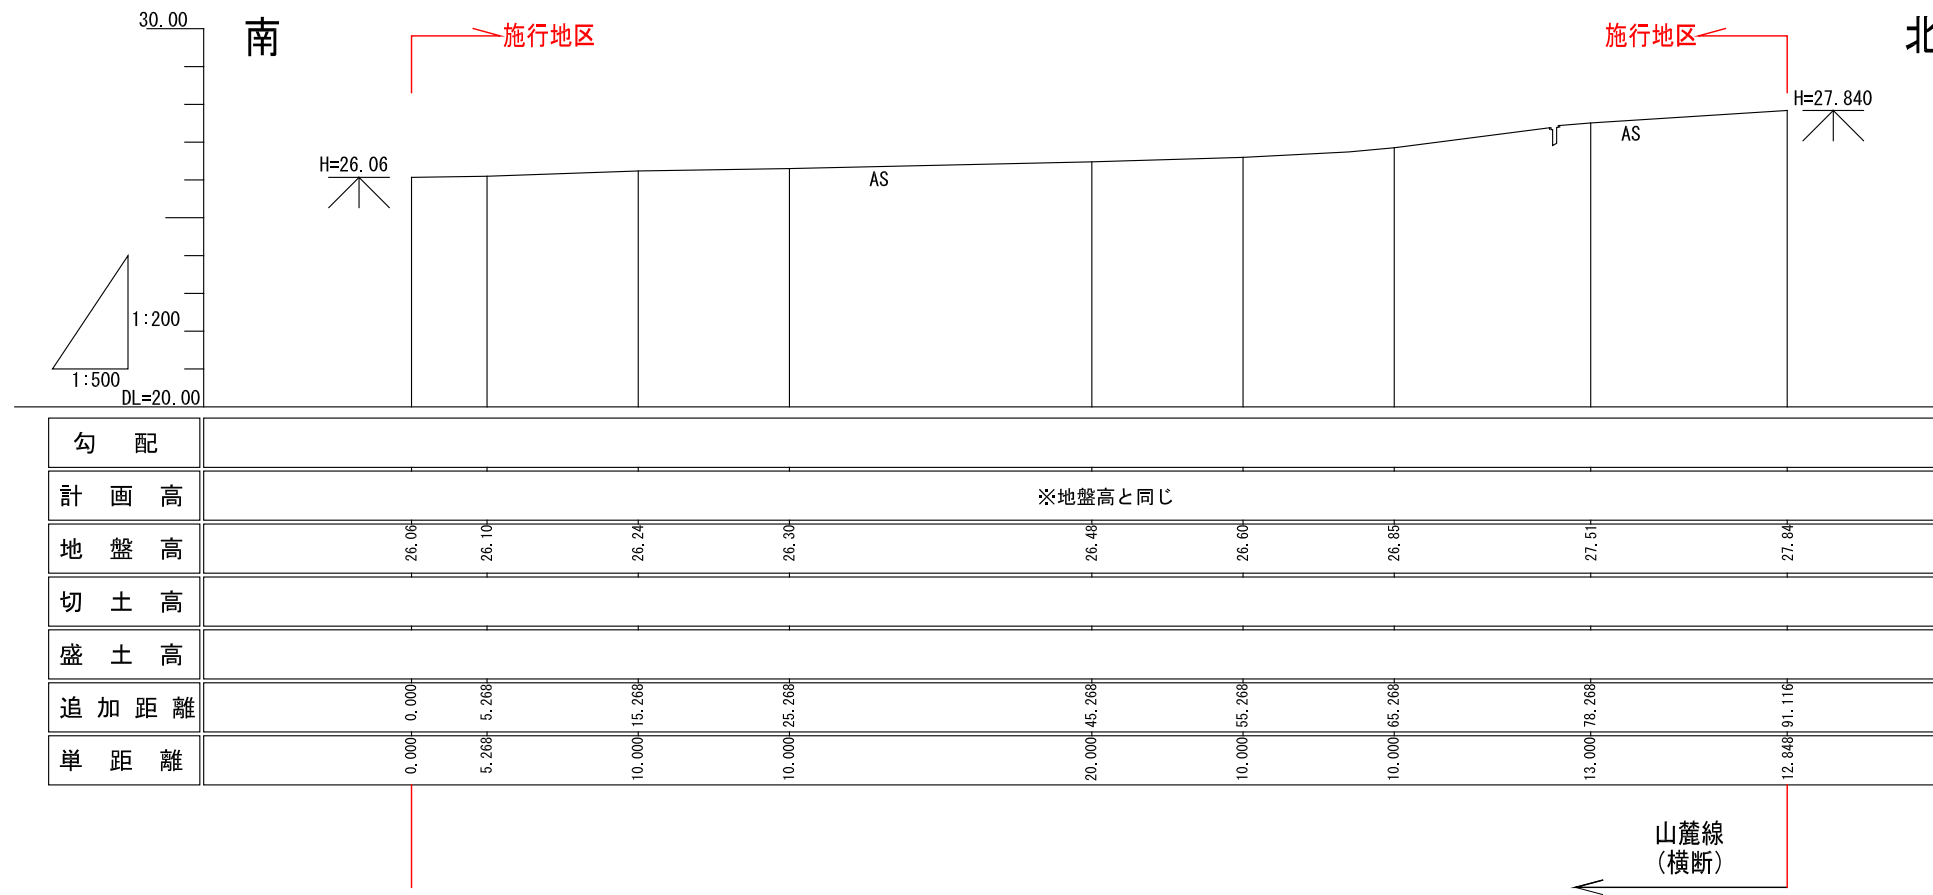 30.00
南
施行地区
施行地区
北
H=27.840
H=26.06
AS
AS
1:200
1:500
DL=20.00
勾配
計画高
※地盤高と同じ
地盤高 26.06 26.10 26.24 26.30 26.48 26.60 26.85 27.51 27.84
切土高
盛土高
追加距離 0.000 5.268 15.268 25.268 45.268 55.268 65.268 78.268 91.116
単距離 0.000 5.268 10.000 10.000 20.000 10.000 10.000 13.000 12.848
山麓線
(横断)